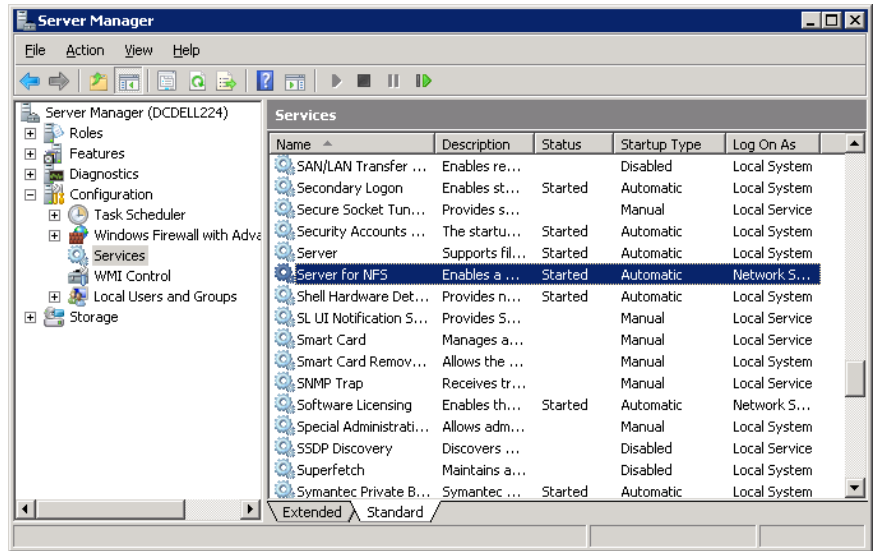 Server Manager
File Action View Help
Server Manager (DCDELL224)
Roles
Features
Diagnostics
Configuration
Task Scheduler
Windows Firewall with Adva
Services
WMI Control
Local Users and Groups
Storage
Services
Name Description Status Startup Type Log On As
SAN/LAN Transfer ... Enables re... Disabled Local System
Secondary Logon Enables st... Started Automatic Local System
Secure Socket Tun... Provides s... Manual Local Service
Security Accounts ... The startu... Started Automatic Local System
Server Supports fil... Started Automatic Local System
Server for NFS Enables a ... Started Automatic Network S...
Shell Hardware Det... Provides n... Started Automatic Local System
SL UI Notification S... Provides S... Manual Local Service
Smart Card Manages a... Manual Local Service
Smart Card Remov... Allows the ... Manual Local System
SNMP Trap Receives tr... Manual Local Service
Software Licensing Enables th... Started Automatic Network S...
Special Administrati... Allows adm... Manual Local System
SSDP Discovery Discovers ... Disabled Local Service
Superfetch Maintains a... Disabled Local System
Symantec Private B... Symantec ... Started Automatic Local System
Extended Standard